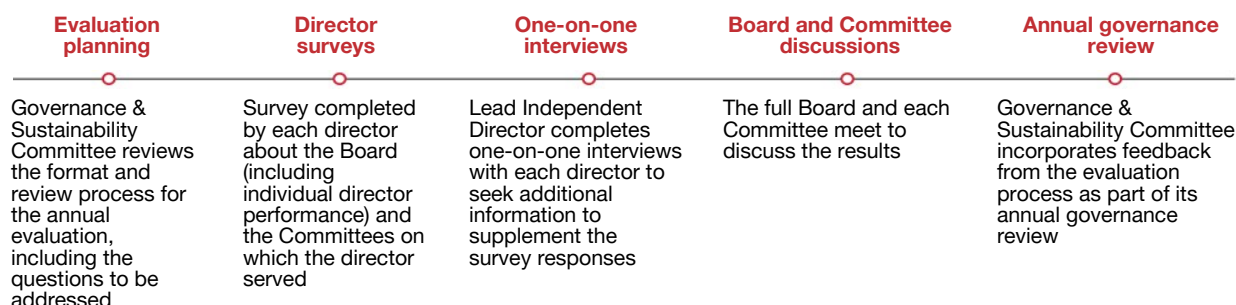 Evaluation
planning
Governance &
Sustainability
Committee reviews
the format and
review process for
the annual
evaluation,
including the
questions to be
addressed
Director
surveys
Survey completed
by each director
about the Board
(including
individual director
performance) and
the Committees on
which the director
served
One-on-one
interviews
Lead Independent
Director completes
one-on-one interviews
with each director to
seek additional
information to
supplement the
survey responses
Board and Committee
discussions
The full Board and each
Committee meet to
discuss the results
Annual governance
review
Governance &
Sustainability Committee
incorporates feedback
from the evaluation
process as part of its
annual governance
review